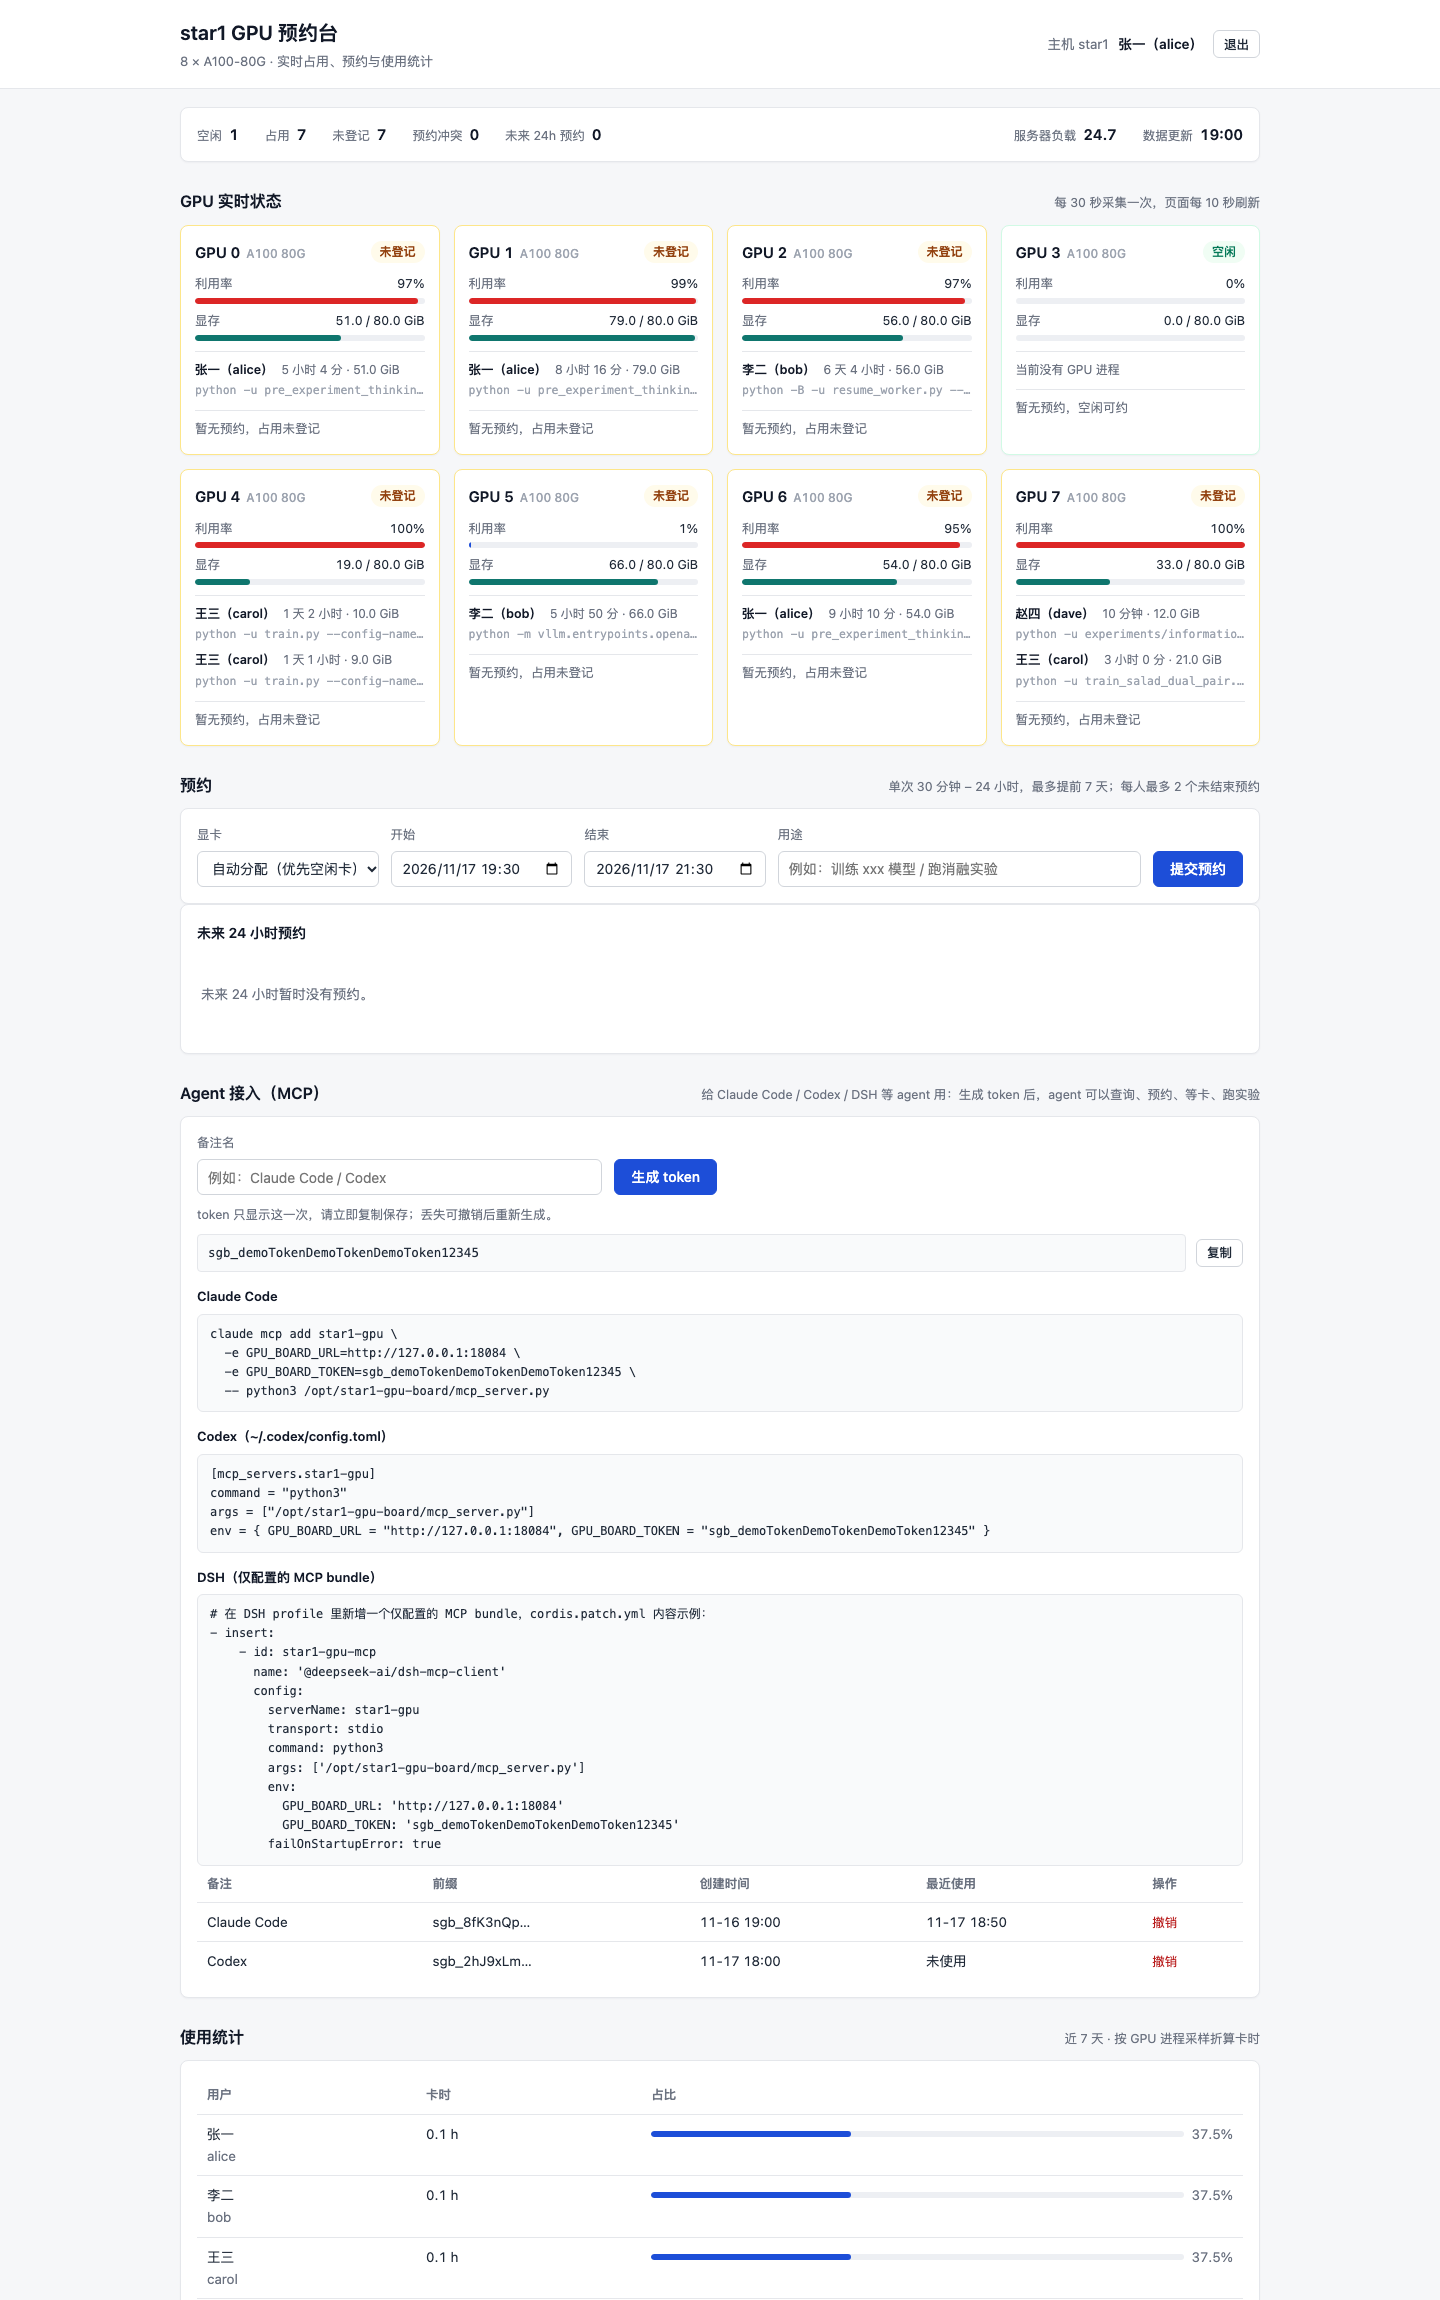 star1 GPU 预约台
8 × A100-80G · 实时占用、预约与使用统计
主机 star1 张一（alice） 退出
空闲 1 占用 7 未登记 7 预约冲突 0 未来 24h 预约 0 服务器负载 24.7 数据更新 19:00
GPU 实时状态
每 30 秒采集一次，页面每 10 秒刷新
GPU 0 A100 80G 未登记
利用率 97%
显存 51.0 / 80.0 GiB
张一（alice） 5 小时 4 分 · 51.0 GiB
python -u pre_experiment_thinkin…
暂无预约，占用未登记
GPU 1 A100 80G 未登记
利用率 99%
显存 79.0 / 80.0 GiB
张一（alice） 8 小时 16 分 · 79.0 GiB
python -u pre_experiment_thinkin…
暂无预约，占用未登记
GPU 2 A100 80G 未登记
利用率 97%
显存 56.0 / 80.0 GiB
李二（bob） 6 天 4 小时 · 56.0 GiB
python -B -u resume_worker.py --…
暂无预约，占用未登记
GPU 3 A100 80G 空闲
利用率 0%
显存 0.0 / 80.0 GiB
当前没有 GPU 进程
暂无预约，空闲可约
GPU 4 A100 80G 未登记
利用率 100%
显存 19.0 / 80.0 GiB
王三（carol） 1 天 2 小时 · 10.0 GiB
python -u train.py --config-name…
王三（carol） 1 天 1 小时 · 9.0 GiB
python -u train.py --config-name…
暂无预约，占用未登记
GPU 5 A100 80G 未登记
利用率 1%
显存 66.0 / 80.0 GiB
李二（bob） 5 小时 50 分 · 66.0 GiB
python -m vllm.entrypoints.opena…
暂无预约，占用未登记
GPU 6 A100 80G 未登记
利用率 95%
显存 54.0 / 80.0 GiB
张一（alice） 9 小时 10 分 · 54.0 GiB
python -u pre_experiment_thinkin…
暂无预约，占用未登记
GPU 7 A100 80G 未登记
利用率 100%
显存 33.0 / 80.0 GiB
赵四（dave） 10 分钟 · 12.0 GiB
python -u experiments/informatio…
王三（carol） 3 小时 0 分 · 21.0 GiB
python -u train_salad_dual_pair.…
暂无预约，占用未登记
预约
单次 30 分钟 – 24 小时，最多提前 7 天；每人最多 2 个未结束预约
显卡 开始 结束 用途
自动分配（优先空闲卡） 2026/11/17 19:30 2026/11/17 21:30 例如：训练 xxx 模型 / 跑消融实验 提交预约
未来 24 小时预约
未来 24 小时暂时没有预约。
Agent 接入（MCP）
给 Claude Code / Codex / DSH 等 agent 用：生成 token 后，agent 可以查询、预约、等卡、跑实验
备注名
例如：Claude Code / Codex 生成 token
token 只显示这一次，请立即复制保存；丢失可撤销后重新生成。
sgb_demoTokenDemoTokenDemoToken12345 复制
Claude Code
claude mcp add star1-gpu \
  -e GPU_BOARD_URL=http://127.0.0.1:18084 \
  -e GPU_BOARD_TOKEN=sgb_demoTokenDemoTokenDemoToken12345 \
  -- python3 /opt/star1-gpu-board/mcp_server.py
Codex（~/.codex/config.toml）
[mcp_servers.star1-gpu]
command = "python3"
args = ["/opt/star1-gpu-board/mcp_server.py"]
env = { GPU_BOARD_URL = "http://127.0.0.1:18084", GPU_BOARD_TOKEN = "sgb_demoTokenDemoTokenDemoToken12345" }
DSH（仅配置的 MCP bundle）
# 在 DSH profile 里新增一个仅配置的 MCP bundle，cordis.patch.yml 内容示例：
- insert:
    - id: star1-gpu-mcp
      name: '@deepseek-ai/dsh-mcp-client'
      config:
        serverName: star1-gpu
        transport: stdio
        command: python3
        args: ['/opt/star1-gpu-board/mcp_server.py']
        env:
          GPU_BOARD_URL: 'http://127.0.0.1:18084'
          GPU_BOARD_TOKEN: 'sgb_demoTokenDemoTokenDemoToken12345'
        failOnStartupError: true
备注 前缀 创建时间 最近使用 操作
Claude Code sgb_8fK3nQp… 11-16 19:00 11-17 18:50 撤销
Codex sgb_2hJ9xLm… 11-17 18:00 未使用 撤销
使用统计
近 7 天 · 按 GPU 进程采样折算卡时
用户 卡时 占比
张一 0.1 h 37.5%
alice
李二 0.1 h 37.5%
bob
王三 0.1 h 37.5%
carol